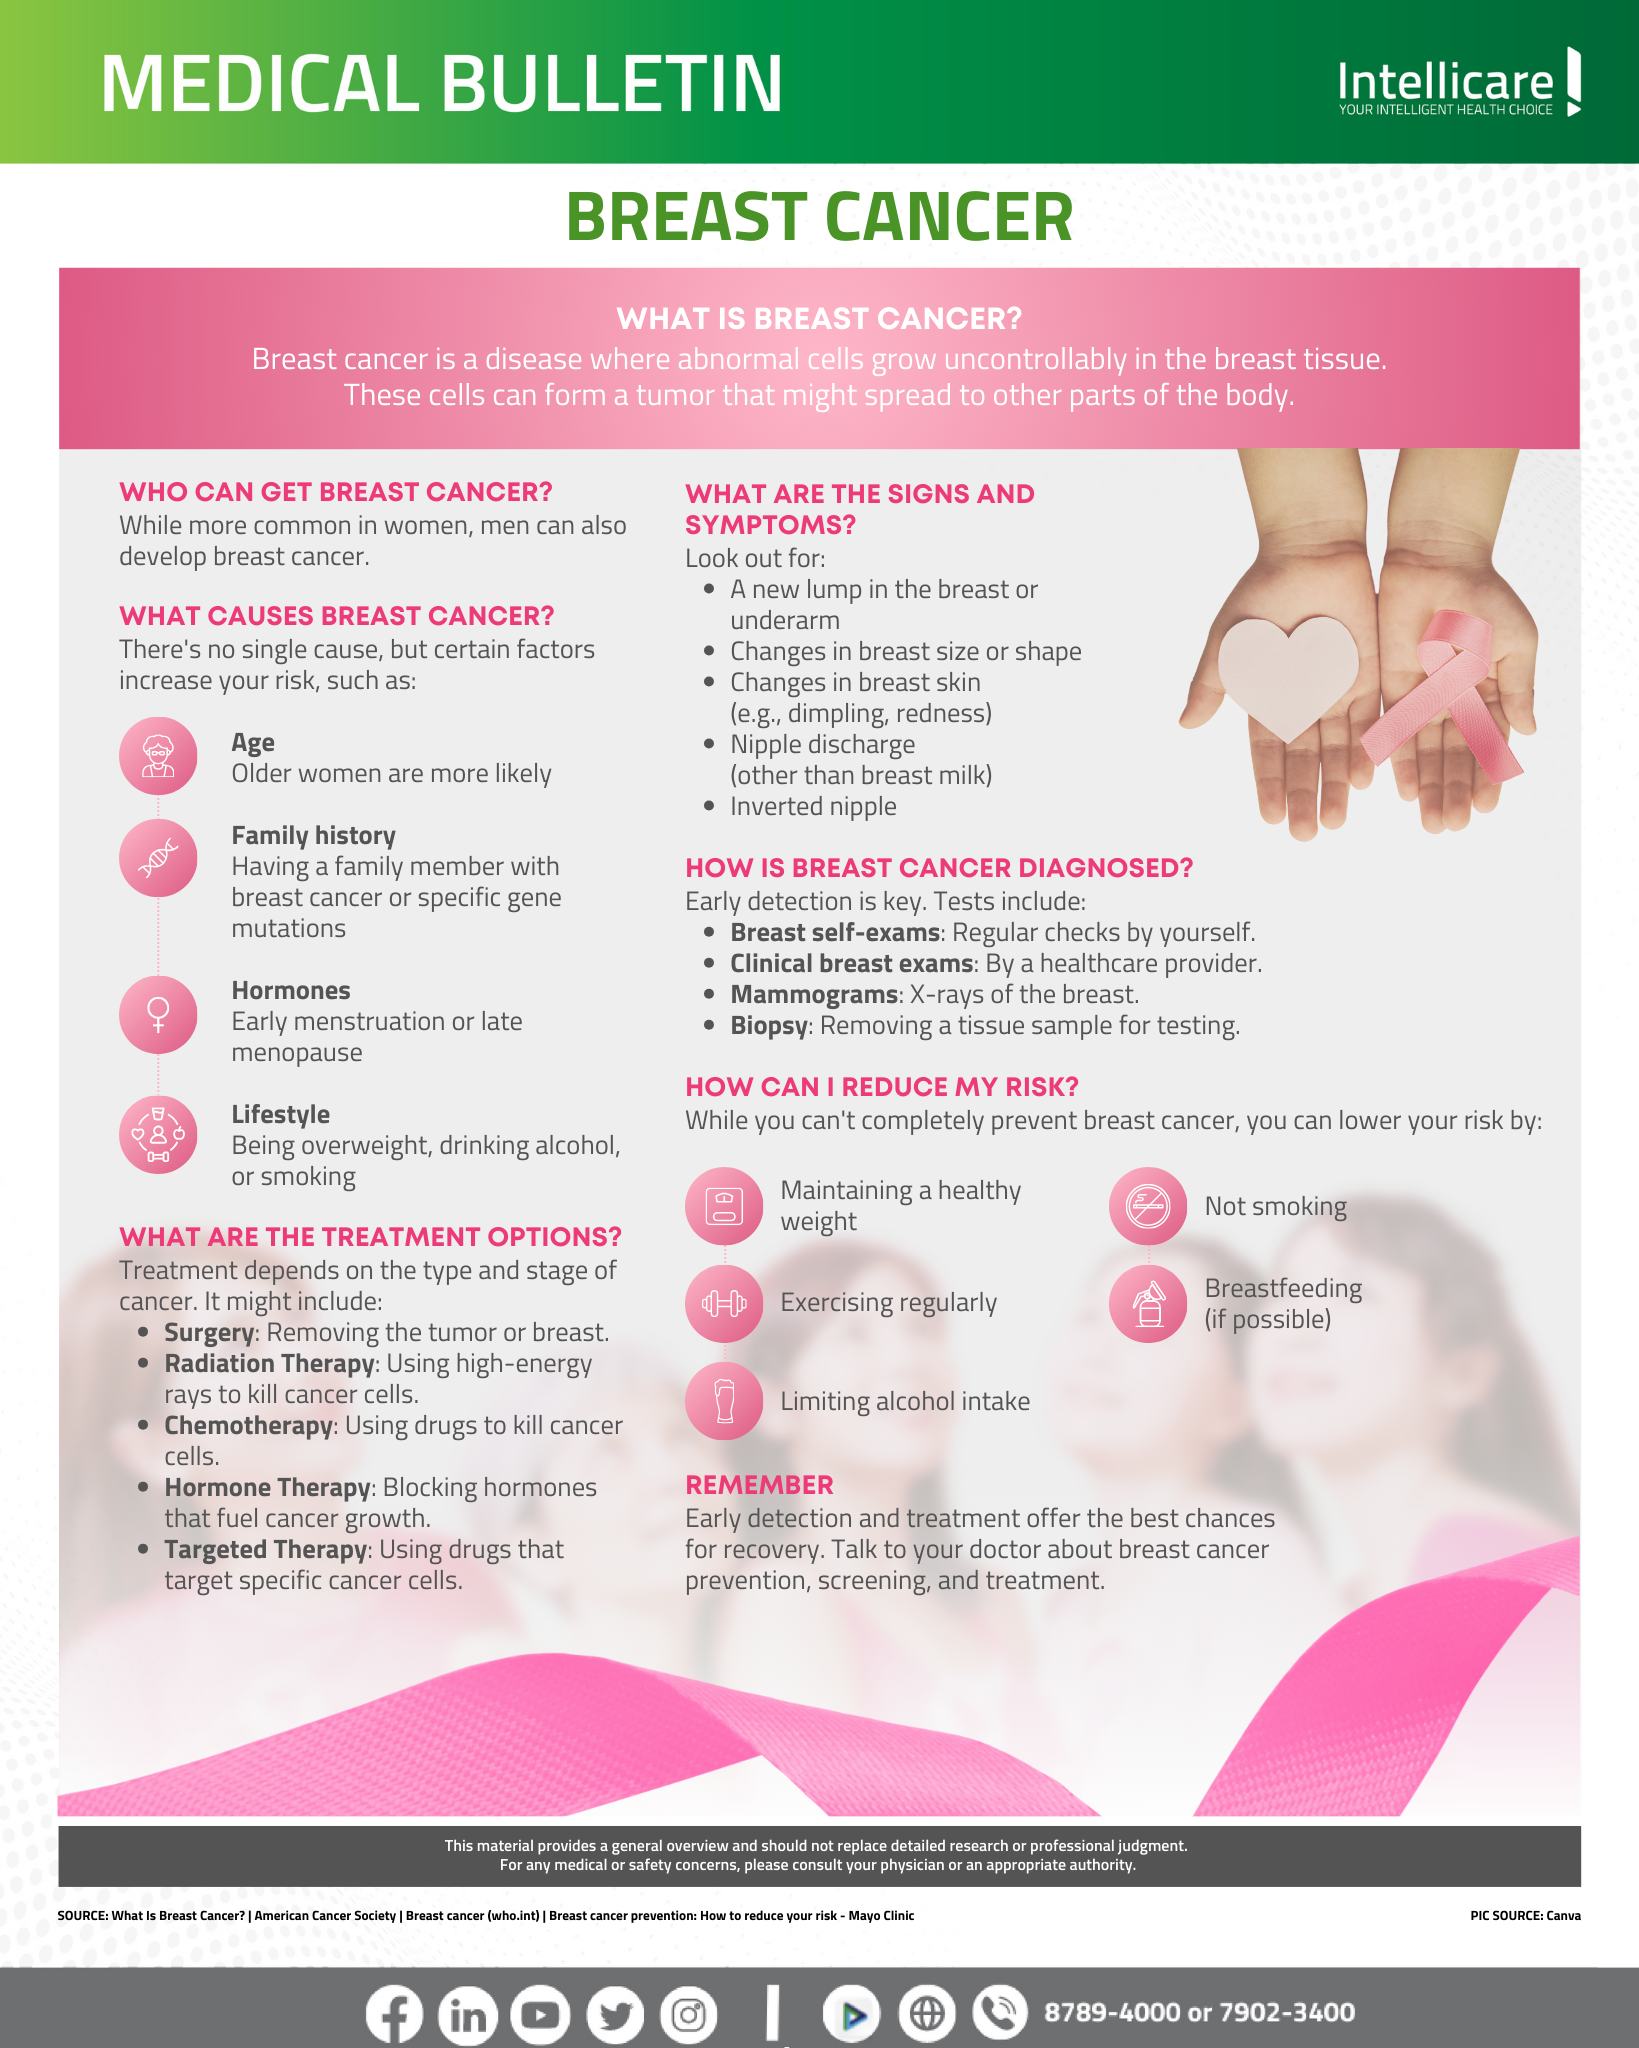 MEDICAL BULLETIN
Intellicare
YOUR INTELLIGENT HEALTH CHOICE
BREAST CANCER
WHAT IS BREAST CANCER?
Breast cancer is a disease where abnormal cells grow uncontrollably in the breast tissue.
These cells can form a tumor that might spread to other parts of the body.
WHO CAN GET BREAST CANCER?
While more common in women, men can also
develop breast cancer.
WHAT CAUSES BREAST CANCER?
There's no single cause, but certain factors
increase your risk, such as:
Age
Older women are more likely
Family history
Having a family member with
breast cancer or specific gene
mutations
Hormones
Early menstruation or late
menopause
Lifestyle
Being overweight, drinking alcohol,
or smoking
WHAT ARE THE TREATMENT OPTIONS?
Treatment depends on the type and stage of
cancer. It might include:
• Surgery: Removing the tumor or breast.
• Radiation Therapy: Using high-energy
rays to kill cancer cells.
• Chemotherapy: Using drugs to kill cancer
cells.
• Hormone Therapy: Blocking hormones
that fuel cancer growth.
• Targeted Therapy: Using drugs that
target specific cancer cells.
WHAT ARE THE SIGNS AND
SYMPTOMS?
Look out for:
• A new lump in the breast or
underarm
• Changes in breast size or shape
• Changes in breast skin
(e.g., dimpling, redness)
• Nipple discharge
(other than breast milk)
• Inverted nipple
HOW IS BREAST CANCER DIAGNOSED?
Early detection is key. Tests include:
• Breast self-exams: Regular checks by yourself.
• Clinical breast exams: By a healthcare provider.
• Mammograms: X-rays of the breast.
• Biopsy: Removing a tissue sample for testing.
HOW CAN I REDUCE MY RISK?
While you can't completely prevent breast cancer, you can lower your risk by:
Maintaining a healthy
weight
Exercising regularly
Limiting alcohol intake
Not smoking
Breastfeeding
(if possible)
REMEMBER
Early detection and treatment offer the best chances
for recovery. Talk to your doctor about breast cancer
prevention, screening, and treatment.
This material provides a general overview and should not replace detailed research or professional judgment.
For any medical or safety concerns, please consult your physician or an appropriate authority.
SOURCE: What Is Breast Cancer? | American Cancer Society | Breast cancer (who.int) | Breast cancer prevention: How to reduce your risk - Mayo Clinic
PIC SOURCE: Canva
8789-4000 or 7902-3400